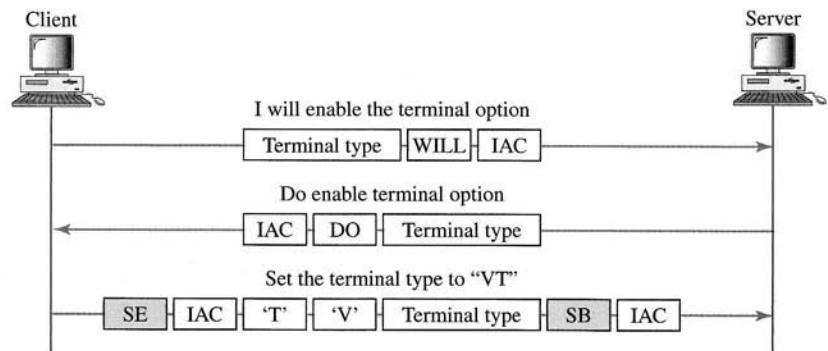 Client
Server
I will enable the terminal option
Terminal type WILL IAC
Do enable terminal option
IAC DO Terminal type
Set the terminal type to “VT”
SE IAC ‘T’ ‘V’ Terminal type SB IAC